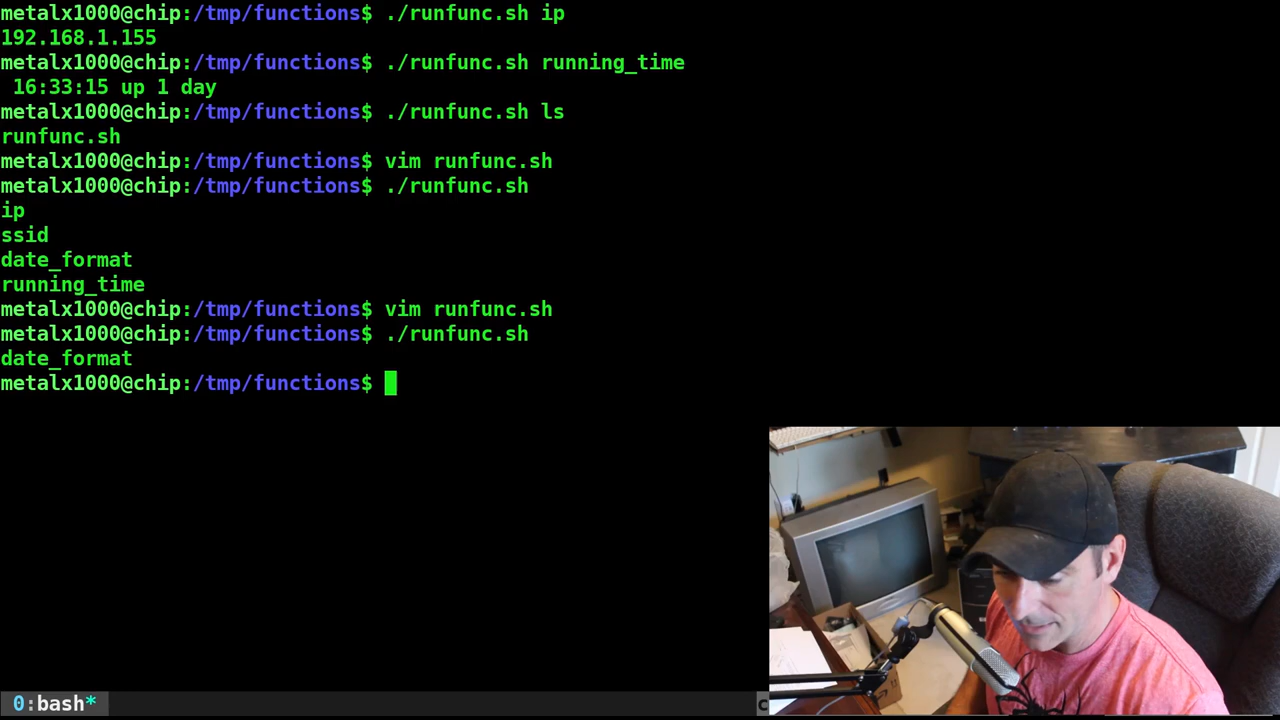 metalx1000@chip:/tmp/functions$ ./runfunc.sh ip
192.168.1.155
metalx1000@chip:/tmp/functions$ ./runfunc.sh running_time
 16:33:15 up 1 day
metalx1000@chip:/tmp/functions$ ./runfunc.sh ls
runfunc.sh
metalx1000@chip:/tmp/functions$ vim runfunc.sh
metalx1000@chip:/tmp/functions$ ./runfunc.sh
ip
ssid
date_format
running_time
metalx1000@chip:/tmp/functions$ vim runfunc.sh
metalx1000@chip:/tmp/functions$ ./runfunc.sh
date_format
metalx1000@chip:/tmp/functions$
0:bash* c